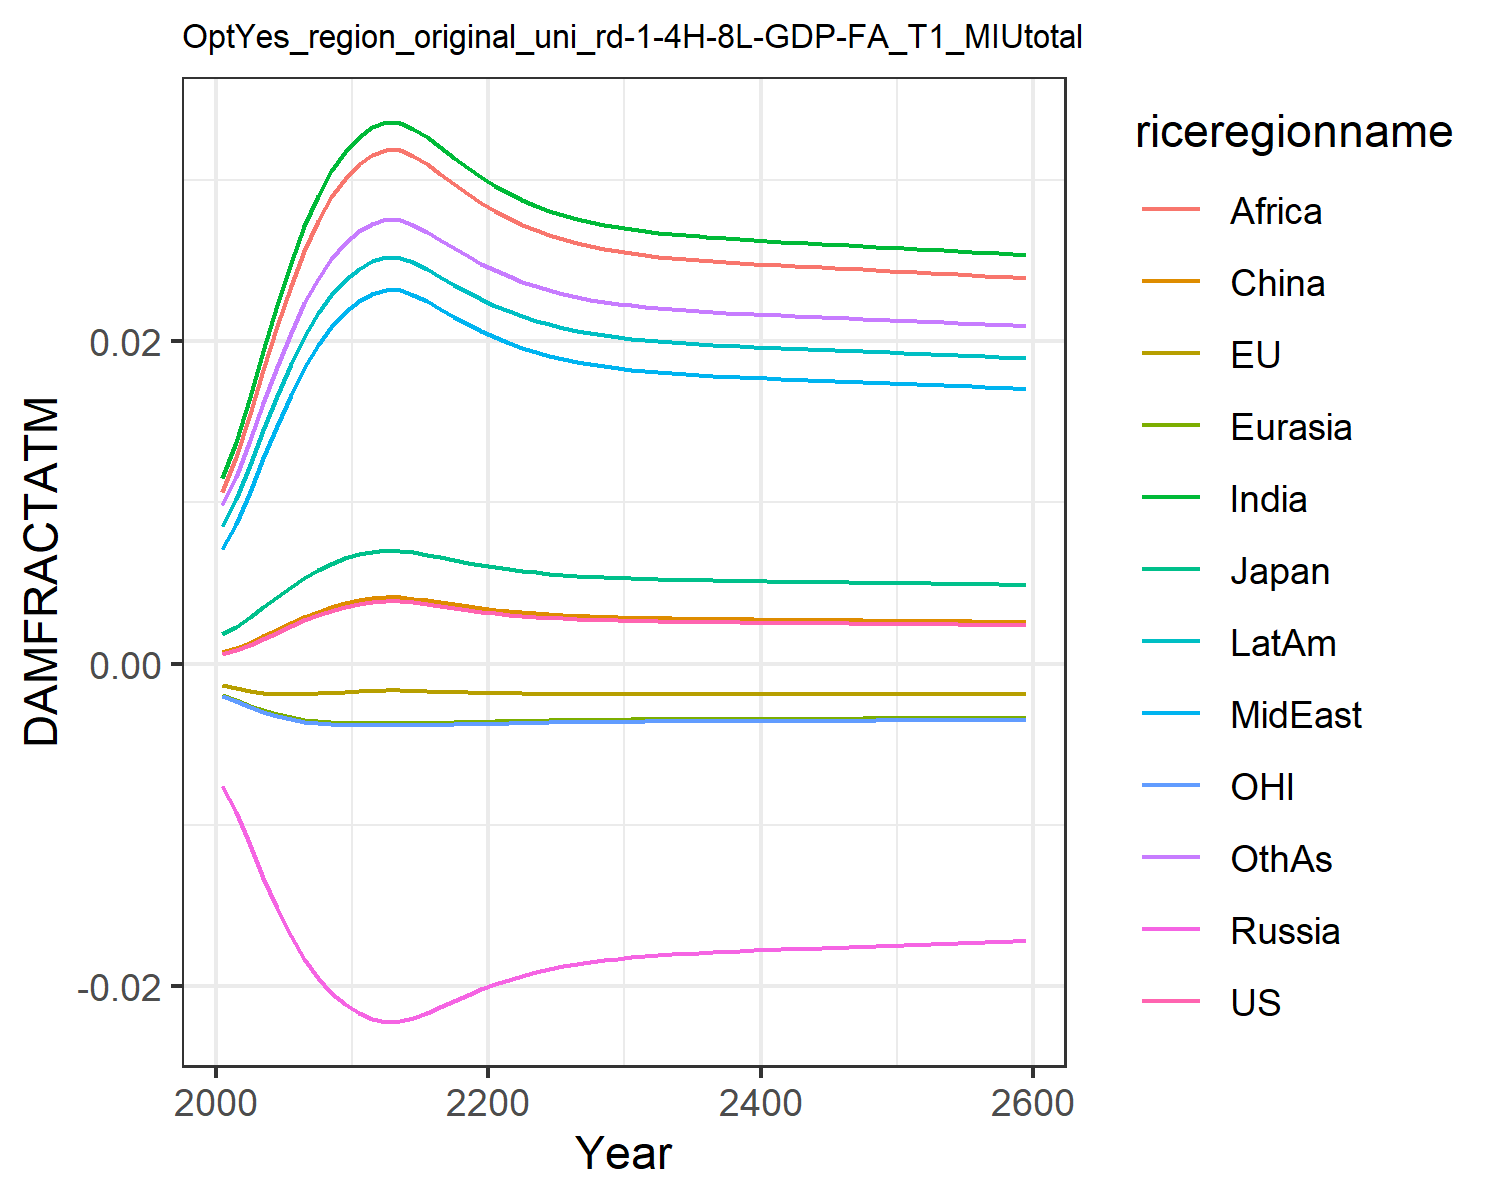 OptYes_region_original_uni_rd-1-4H-8L-GDP-FA_T1_MIUtotal
DAMFRACTATM
0.02
0.00
-0.02
2000
2200
2400
2600
Year
riceregionname
Africa
China
EU
Eurasia
India
Japan
LatAm
MidEast
OHI
OthAs
Russia
US